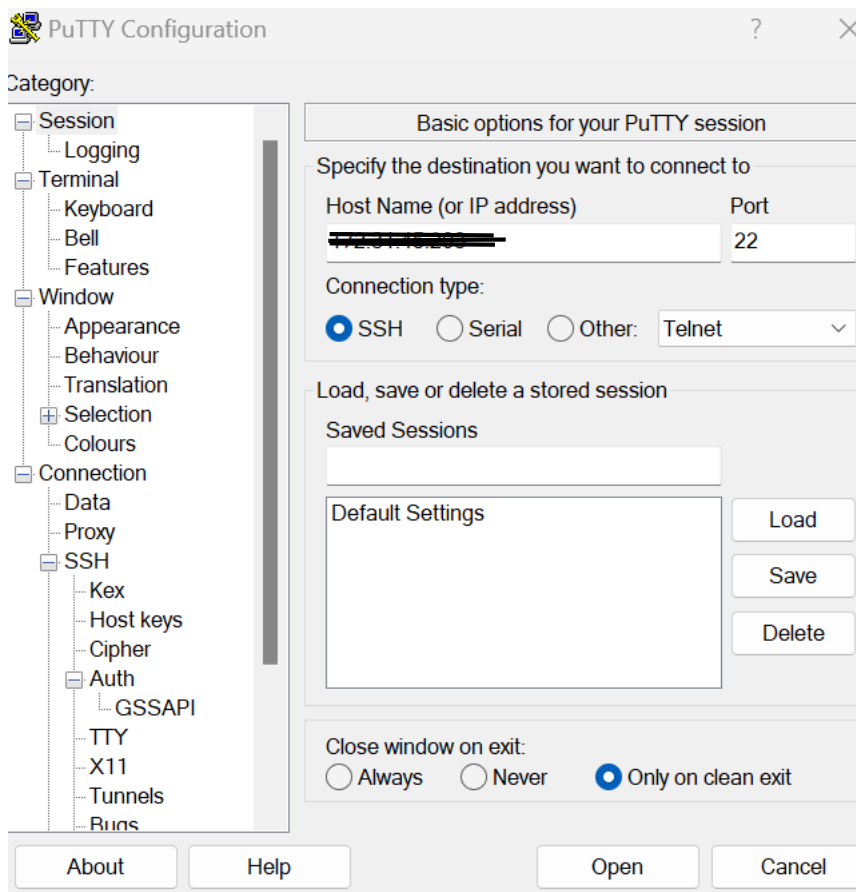 PuTTY Configuration
Category:
Session
Logging
Terminal
Keyboard
Bell
Features
Window
Appearance
Behaviour
Translation
Selection
Colours
Connection
Data
Proxy
SSH
Kex
Host keys
Cipher
Auth
GSSAPI
TTY
X11
Tunnels
Bugs
Basic options for your PuTTY session
Specify the destination you want to connect to
Host Name (or IP address) Port
22
Connection type:
SSH Serial Other: Telnet
Load, save or delete a stored session
Saved Sessions
Default Settings
Load
Save
Delete
Close window on exit:
Always Never Only on clean exit
About Help Open Cancel